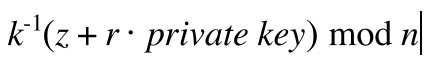 k⁻¹(z + r · private key) mod n